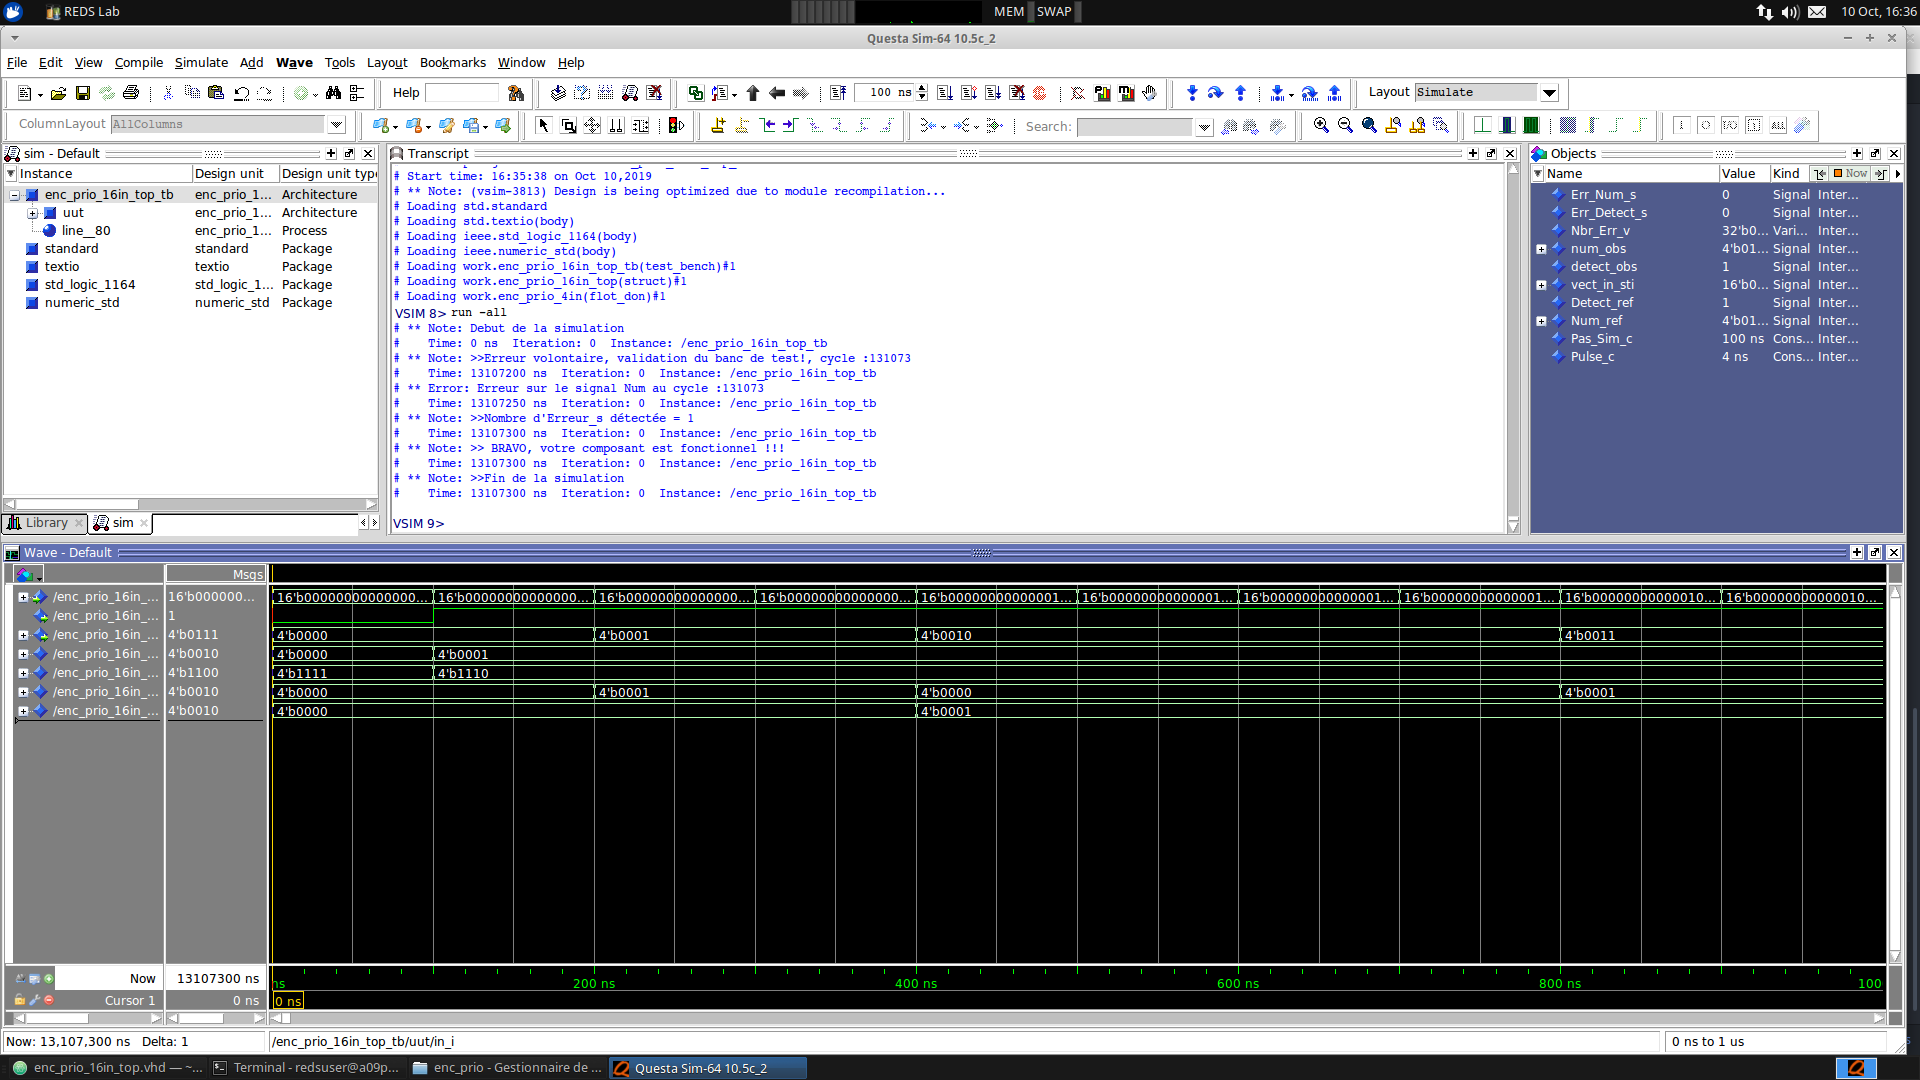 REDS Lab
MEM SWAP
10 Oct, 16:36
Questa Sim-64 10.5c_2
File Edit View Compile Simulate Add Wave Tools Layout Bookmarks Window Help
Help
100 ns
Layout Simulate
ColumnLayout AllColumns
Search:
sim - Default
Instance Design unit Design unit type
enc_prio_16in_top_tb enc_prio_1... Architecture
uut enc_prio_1... Architecture
line__80 enc_prio_1... Process
standard standard Package
textio textio Package
std_logic_1164 std_logic_1... Package
numeric_std numeric_std Package
Library sim
Transcript
# Start time: 16:35:38 on Oct 10,2019
# ** Note: (vsim-3813) Design is being optimized due to module recompilation...
# Loading std.standard
# Loading std.textio(body)
# Loading ieee.std_logic_1164(body)
# Loading ieee.numeric_std(body)
# Loading work.enc_prio_16in_top_tb(test_bench)#1
# Loading work.enc_prio_16in_top(struct)#1
# Loading work.enc_prio_4in(flot_don)#1
VSIM 8> run -all
# ** Note: Debut de la simulation
# Time: 0 ns Iteration: 0 Instance: /enc_prio_16in_top_tb
# ** Note: >>Erreur volontaire, validation du banc de test!, cycle :131073
# Time: 13107200 ns Iteration: 0 Instance: /enc_prio_16in_top_tb
# ** Error: Erreur sur le signal Num au cycle :131073
# Time: 13107250 ns Iteration: 0 Instance: /enc_prio_16in_top_tb
# ** Note: >>Nombre d'Erreur_s détectée = 1
# Time: 13107300 ns Iteration: 0 Instance: /enc_prio_16in_top_tb
# ** Note: >> BRAVO, votre composant est fonctionnel !!!
# Time: 13107300 ns Iteration: 0 Instance: /enc_prio_16in_top_tb
# ** Note: >>Fin de la simulation
# Time: 13107300 ns Iteration: 0 Instance: /enc_prio_16in_top_tb
VSIM 9>
Objects
Name Value Kind Now
Err_Num_s 0 Signal Inter...
Err_Detect_s 0 Signal Inter...
Nbr_Err_v 32'b0... Vari... Inter...
num_obs 4'b01... Signal Inter...
detect_obs 1 Signal Inter...
vect_in_sti 16'b0... Signal Inter...
Detect_ref 1 Signal Inter...
Num_ref 4'b01... Signal Inter...
Pas_Sim_c 100 ns Cons... Inter...
Pulse_c 4 ns Cons... Inter...
Wave - Default
Msgs
/enc_prio_16in_... 16'b000000... 16'b00000000000000... 16'b00000000000000... 16'b00000000000000... 16'b00000000000000... 16'b00000000000001... 16'b00000000000001... 16'b00000000000001... 16'b00000000000001... 16'b00000000000010... 16'b00000000000010...
/enc_prio_16in_... 1
/enc_prio_16in_... 4'b0111 4'b0000 4'b0001 4'b0010 4'b0011
/enc_prio_16in_... 4'b0010 4'b0000 4'b0001
/enc_prio_16in_... 4'b1100 4'b1111 4'b1110
/enc_prio_16in_... 4'b0010 4'b0000 4'b0001 4'b0000 4'b0001
/enc_prio_16in_... 4'b0010 4'b0000 4'b0001
Now 13107300 ns ns 200 ns 400 ns 600 ns 800 ns 100
Cursor 1 0 ns 0 ns
Now: 13,107,300 ns Delta: 1 /enc_prio_16in_top_tb/uut/in_i 0 ns to 1 us
enc_prio_16in_top.vhd — ~... Terminal - redsuser@a09p... enc_prio - Gestionnaire de ... Questa Sim-64 10.5c_2